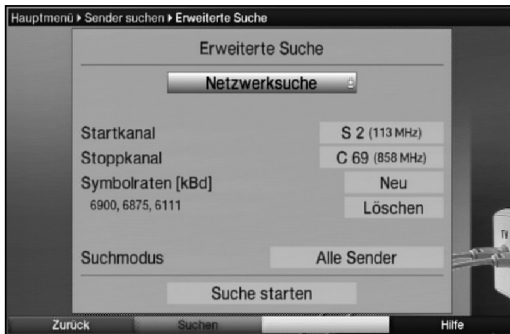 Hauptmenü ▸ Sender suchen ▸ Erweiterte Suche
Erweiterte Suche
Netzwerksuche
Startkanal S 2 (113 MHz)
Stoppkanal C 69 (858 MHz)
Symbolraten [kBd] Neu
6900, 6875, 6111 Löschen
Suchmodus Alle Sender
Suche starten
TV
Zurück Suchen Hilfe